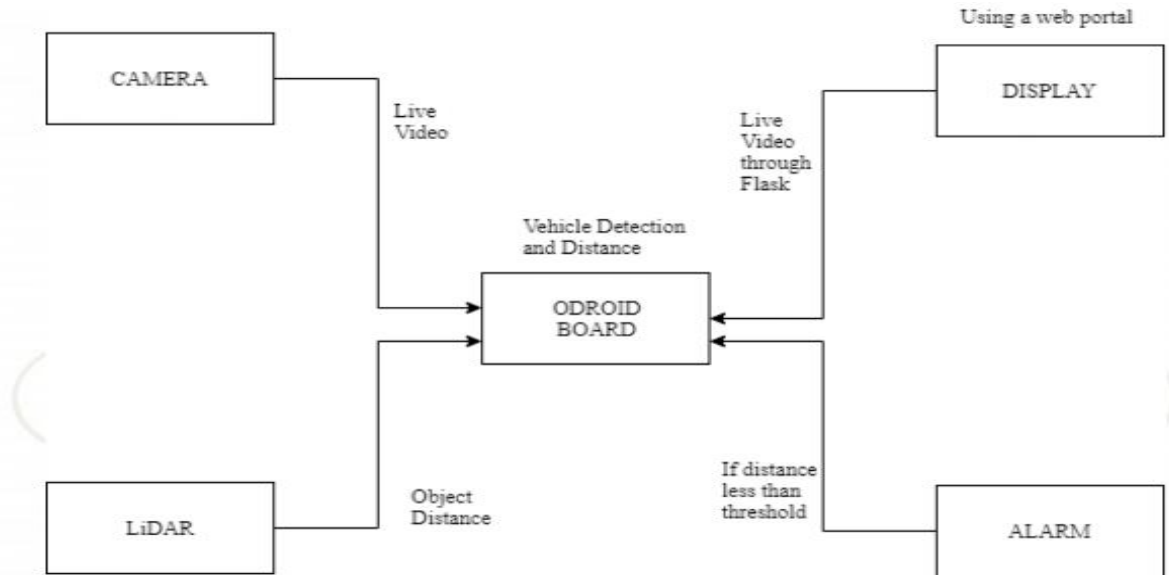 Using a web portal
CAMERA
DISPLAY
Live
Video
Live
Video
through
Flask
Vehicle Detection
and Distance
ODROID
BOARD
Object
Distance
If distance
less than
threshold
LiDAR
ALARM